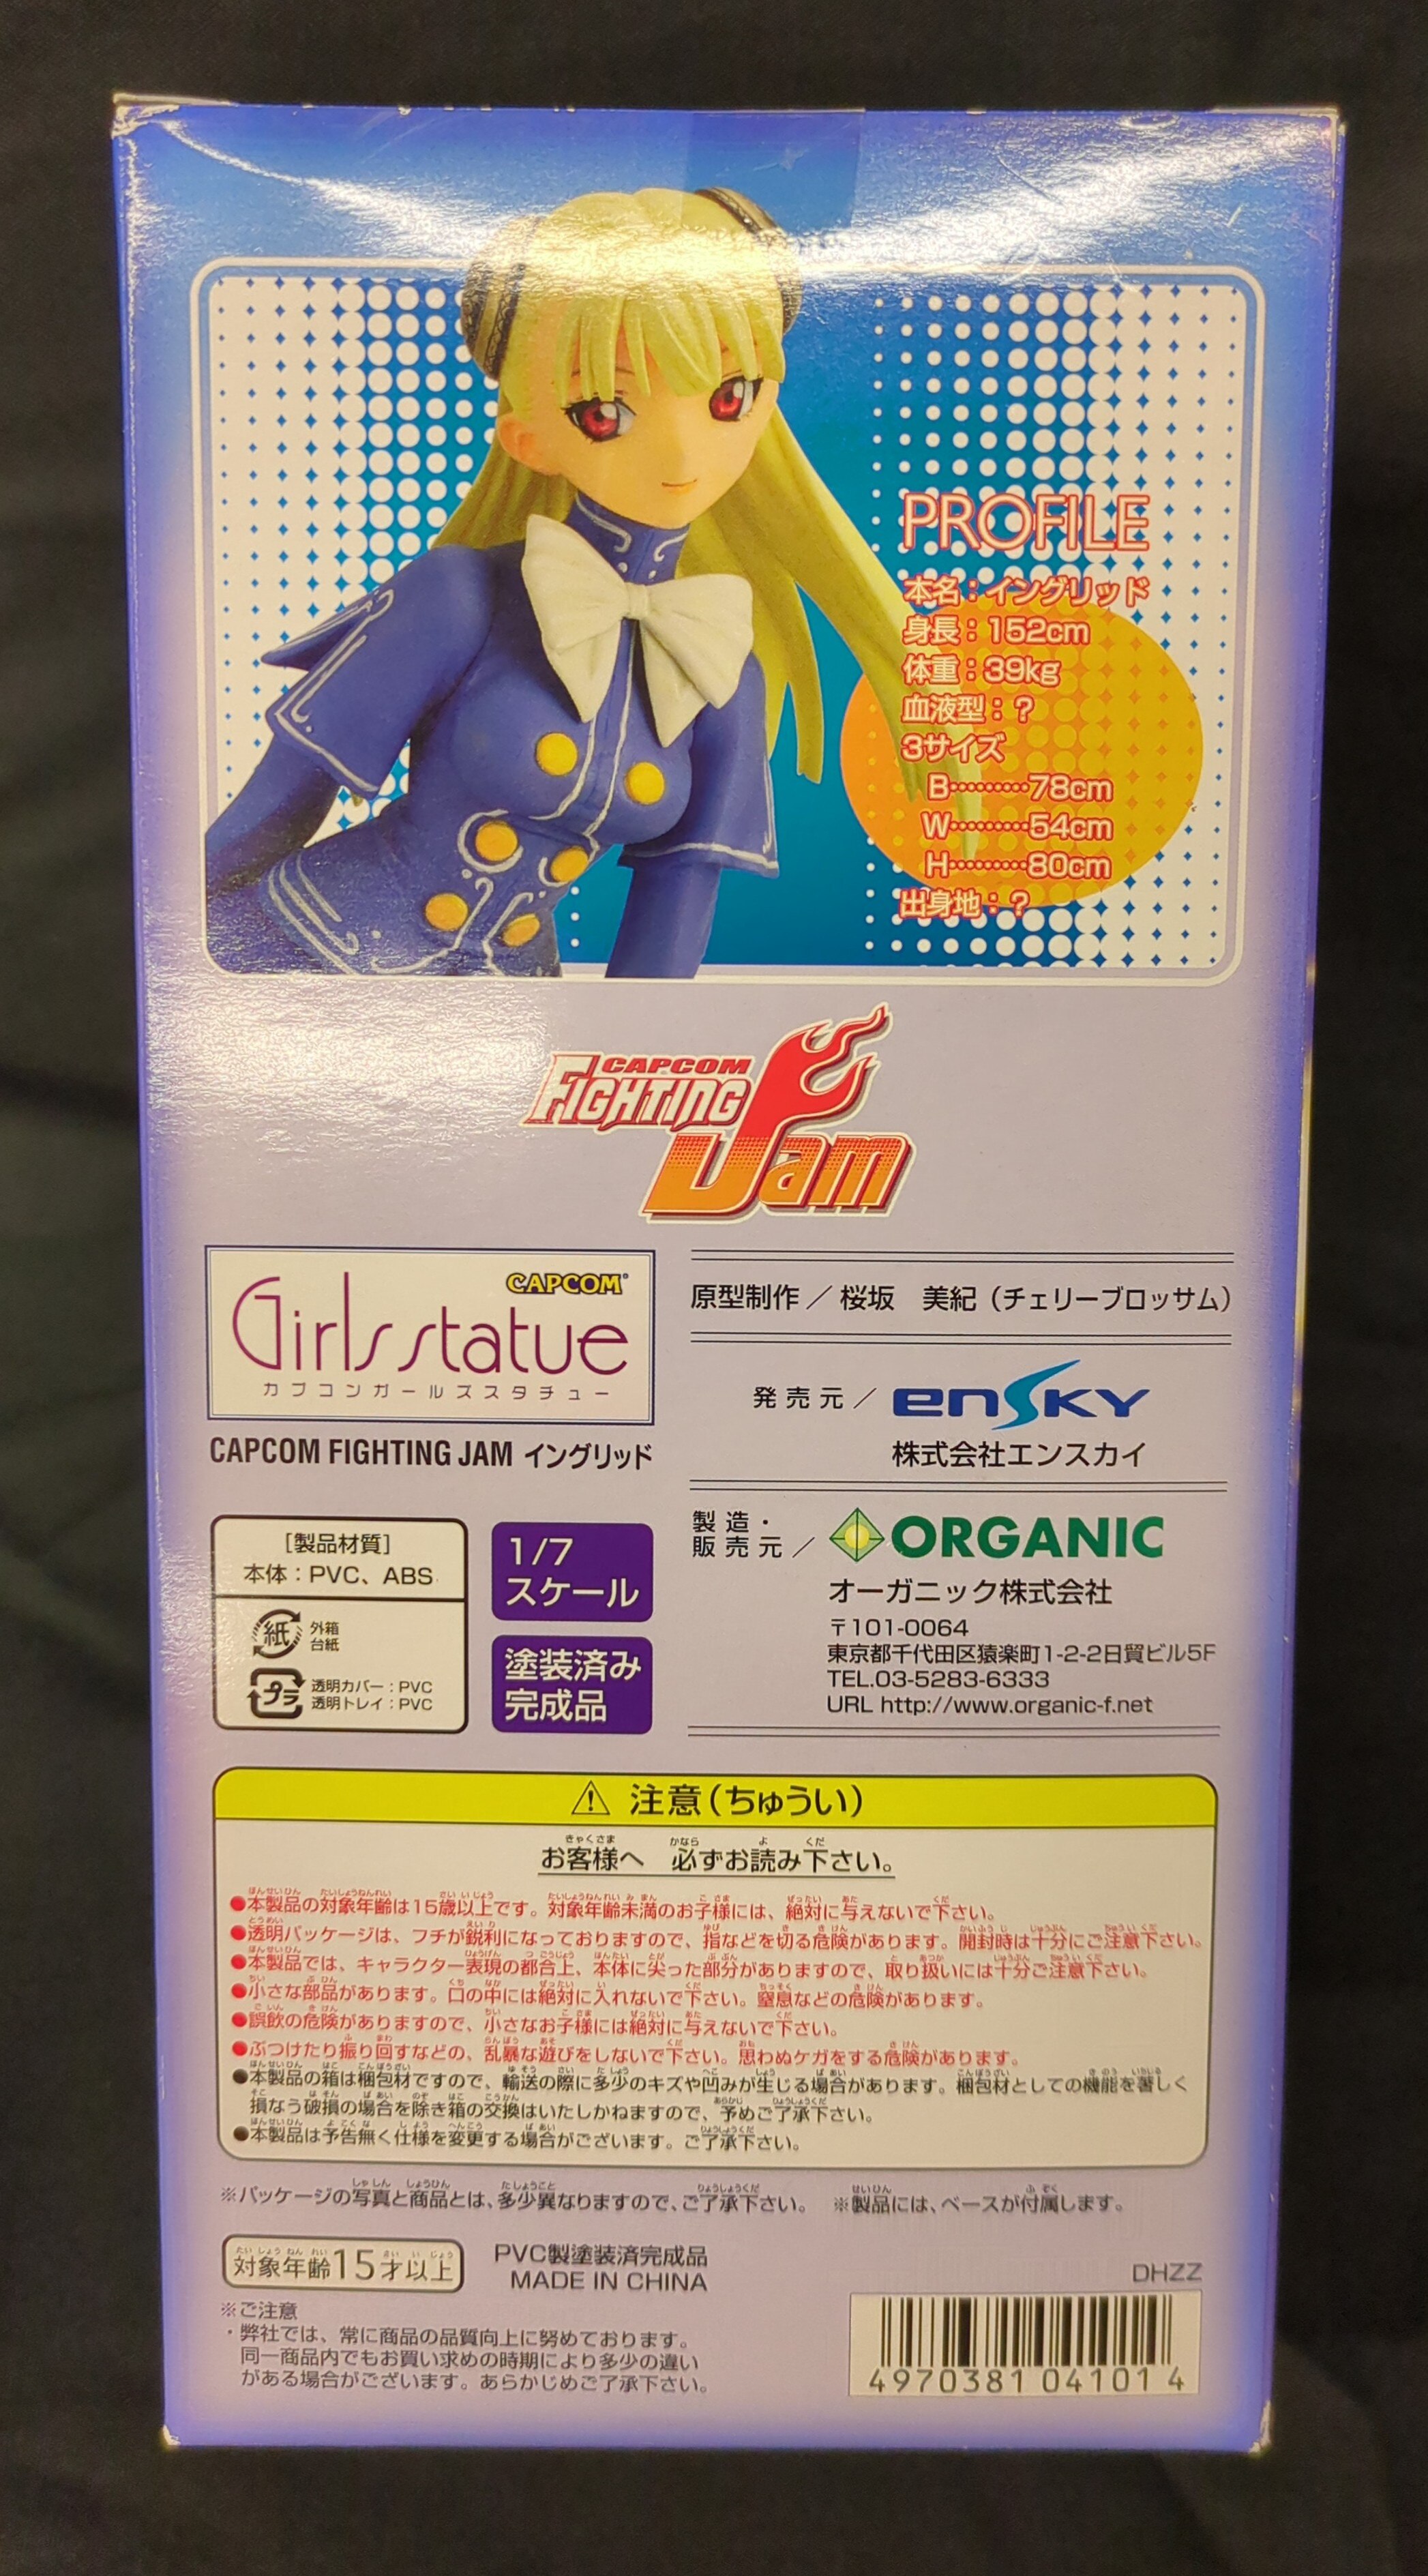 PROFILE
本名：イングリッド
身長：152cm
体重：39kg
血液型：？
3サイズ
B………78cm
W………54cm
H………80cm
出身地：？
CAPCOM
FIGHTING
Jam
CAPCOM
Girls statue
カプコンガールズスタチュー
CAPCOM FIGHTING JAM イングリッド
原型制作／桜坂　美紀（チェリーブロッサム）
発売元／ enSKY
株式会社エンスカイ
製造・
販売元／ ORGANIC
オーガニック株式会社
〒101-0064
東京都千代田区猿楽町1-2-2日貿ビル5F
TEL.03-5283-6333
URL http://www.organic-f.net
［製品材質］
本体：PVC、ABS
紙 外箱
台紙
プラ 透明カバー：PVC
透明トレイ：PVC
1/7
スケール
塗装済み
完成品
注意（ちゅうい）
お客様へ　必ずお読み下さい。
●本製品の対象年齢は15歳以上です。対象年齢未満のお子様には、絶対に与えないで下さい。
●透明パッケージは、フチが鋭利になっておりますので、指などを切る危険があります。開封時は十分にご注意下さい。
●本製品では、キャラクター表現の都合上、本体に尖った部分がありますので、取り扱いには十分ご注意下さい。
●小さな部品があります。口の中には絶対に入れないで下さい。窒息などの危険があります。
●誤飲の危険がありますので、小さなお子様には絶対に与えないで下さい。
●ぶつけたり振り回すなどの、乱暴な遊びをしないで下さい。思わぬケガをする危険があります。
●本製品の箱は梱包材ですので、輸送の際に多少のキズや凹みが生じる場合があります。梱包材としての機能を著しく
損なう破損の場合を除き箱の交換はいたしかねますので、予めご了承下さい。
●本製品は予告無く仕様を変更する場合がございます。ご了承下さい。
※パッケージの写真と商品とは、多少異なりますので、ご了承下さい。　※製品には、ベースが付属します。
対象年齢15才以上
PVC製塗装済完成品
MADE IN CHINA
DHZZ
※ご注意
・弊社では、常に商品の品質向上に努めております。
同一商品内でもお買い求めの時期により多少の違い
がある場合がございます。あらかじめご了承下さい。
4970381041014